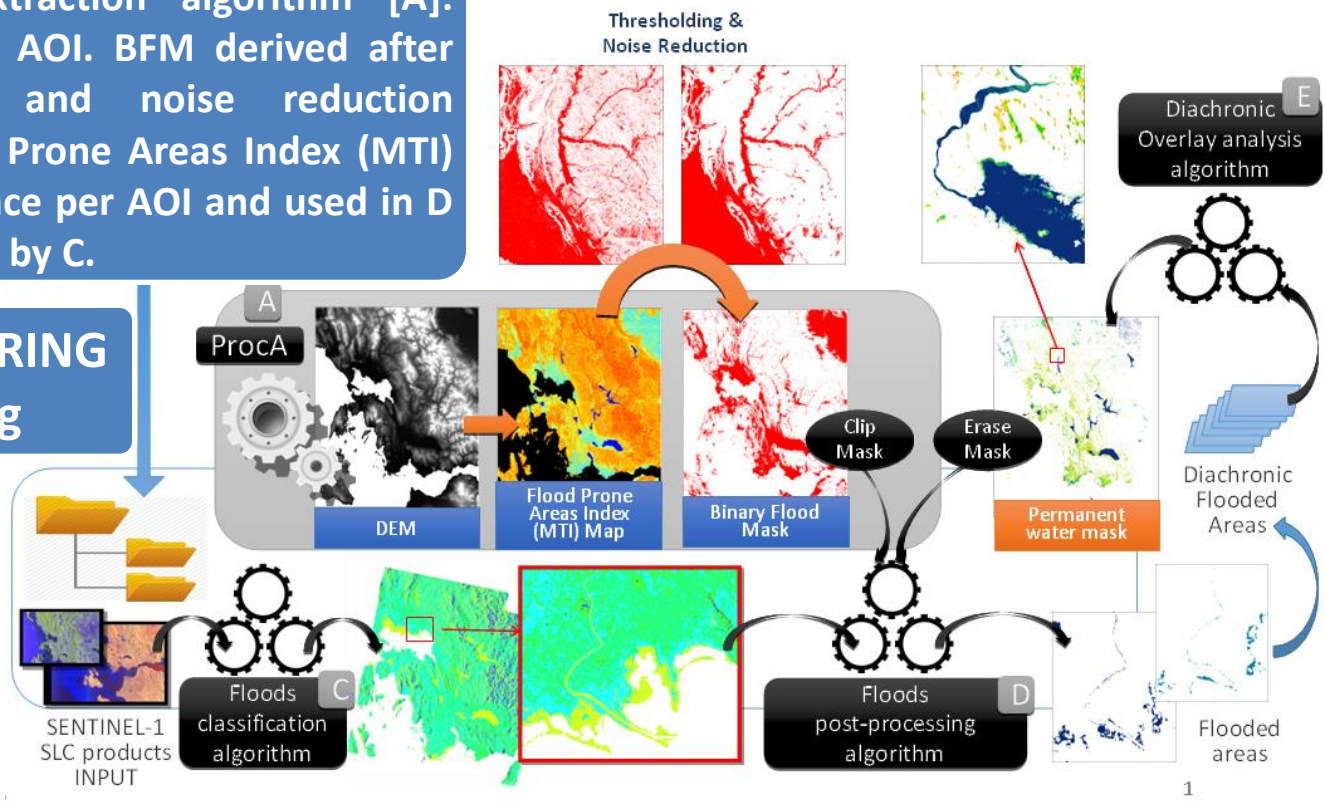 algorithm [A].
AOI. BFM derived after
and noise reduction
Prone Areas Index (MTI)
per AOI and used in D
by C.
Thresholding &
Noise Reduction
E
Diachronic
Overlay analysis
algorithm
A
ProcA
DEM
Flood Prone
Areas Index
(MTI) Map
Binary Flood
Mask
Clip
Mask
Erase
Mask
Permanent
water mask
Diachronic
Flooded
Areas
SENTINEL-1
SLC products
INPUT
C
Floods
classification
algorithm
D
Floods
post-processing
algorithm
Flooded
areas
1